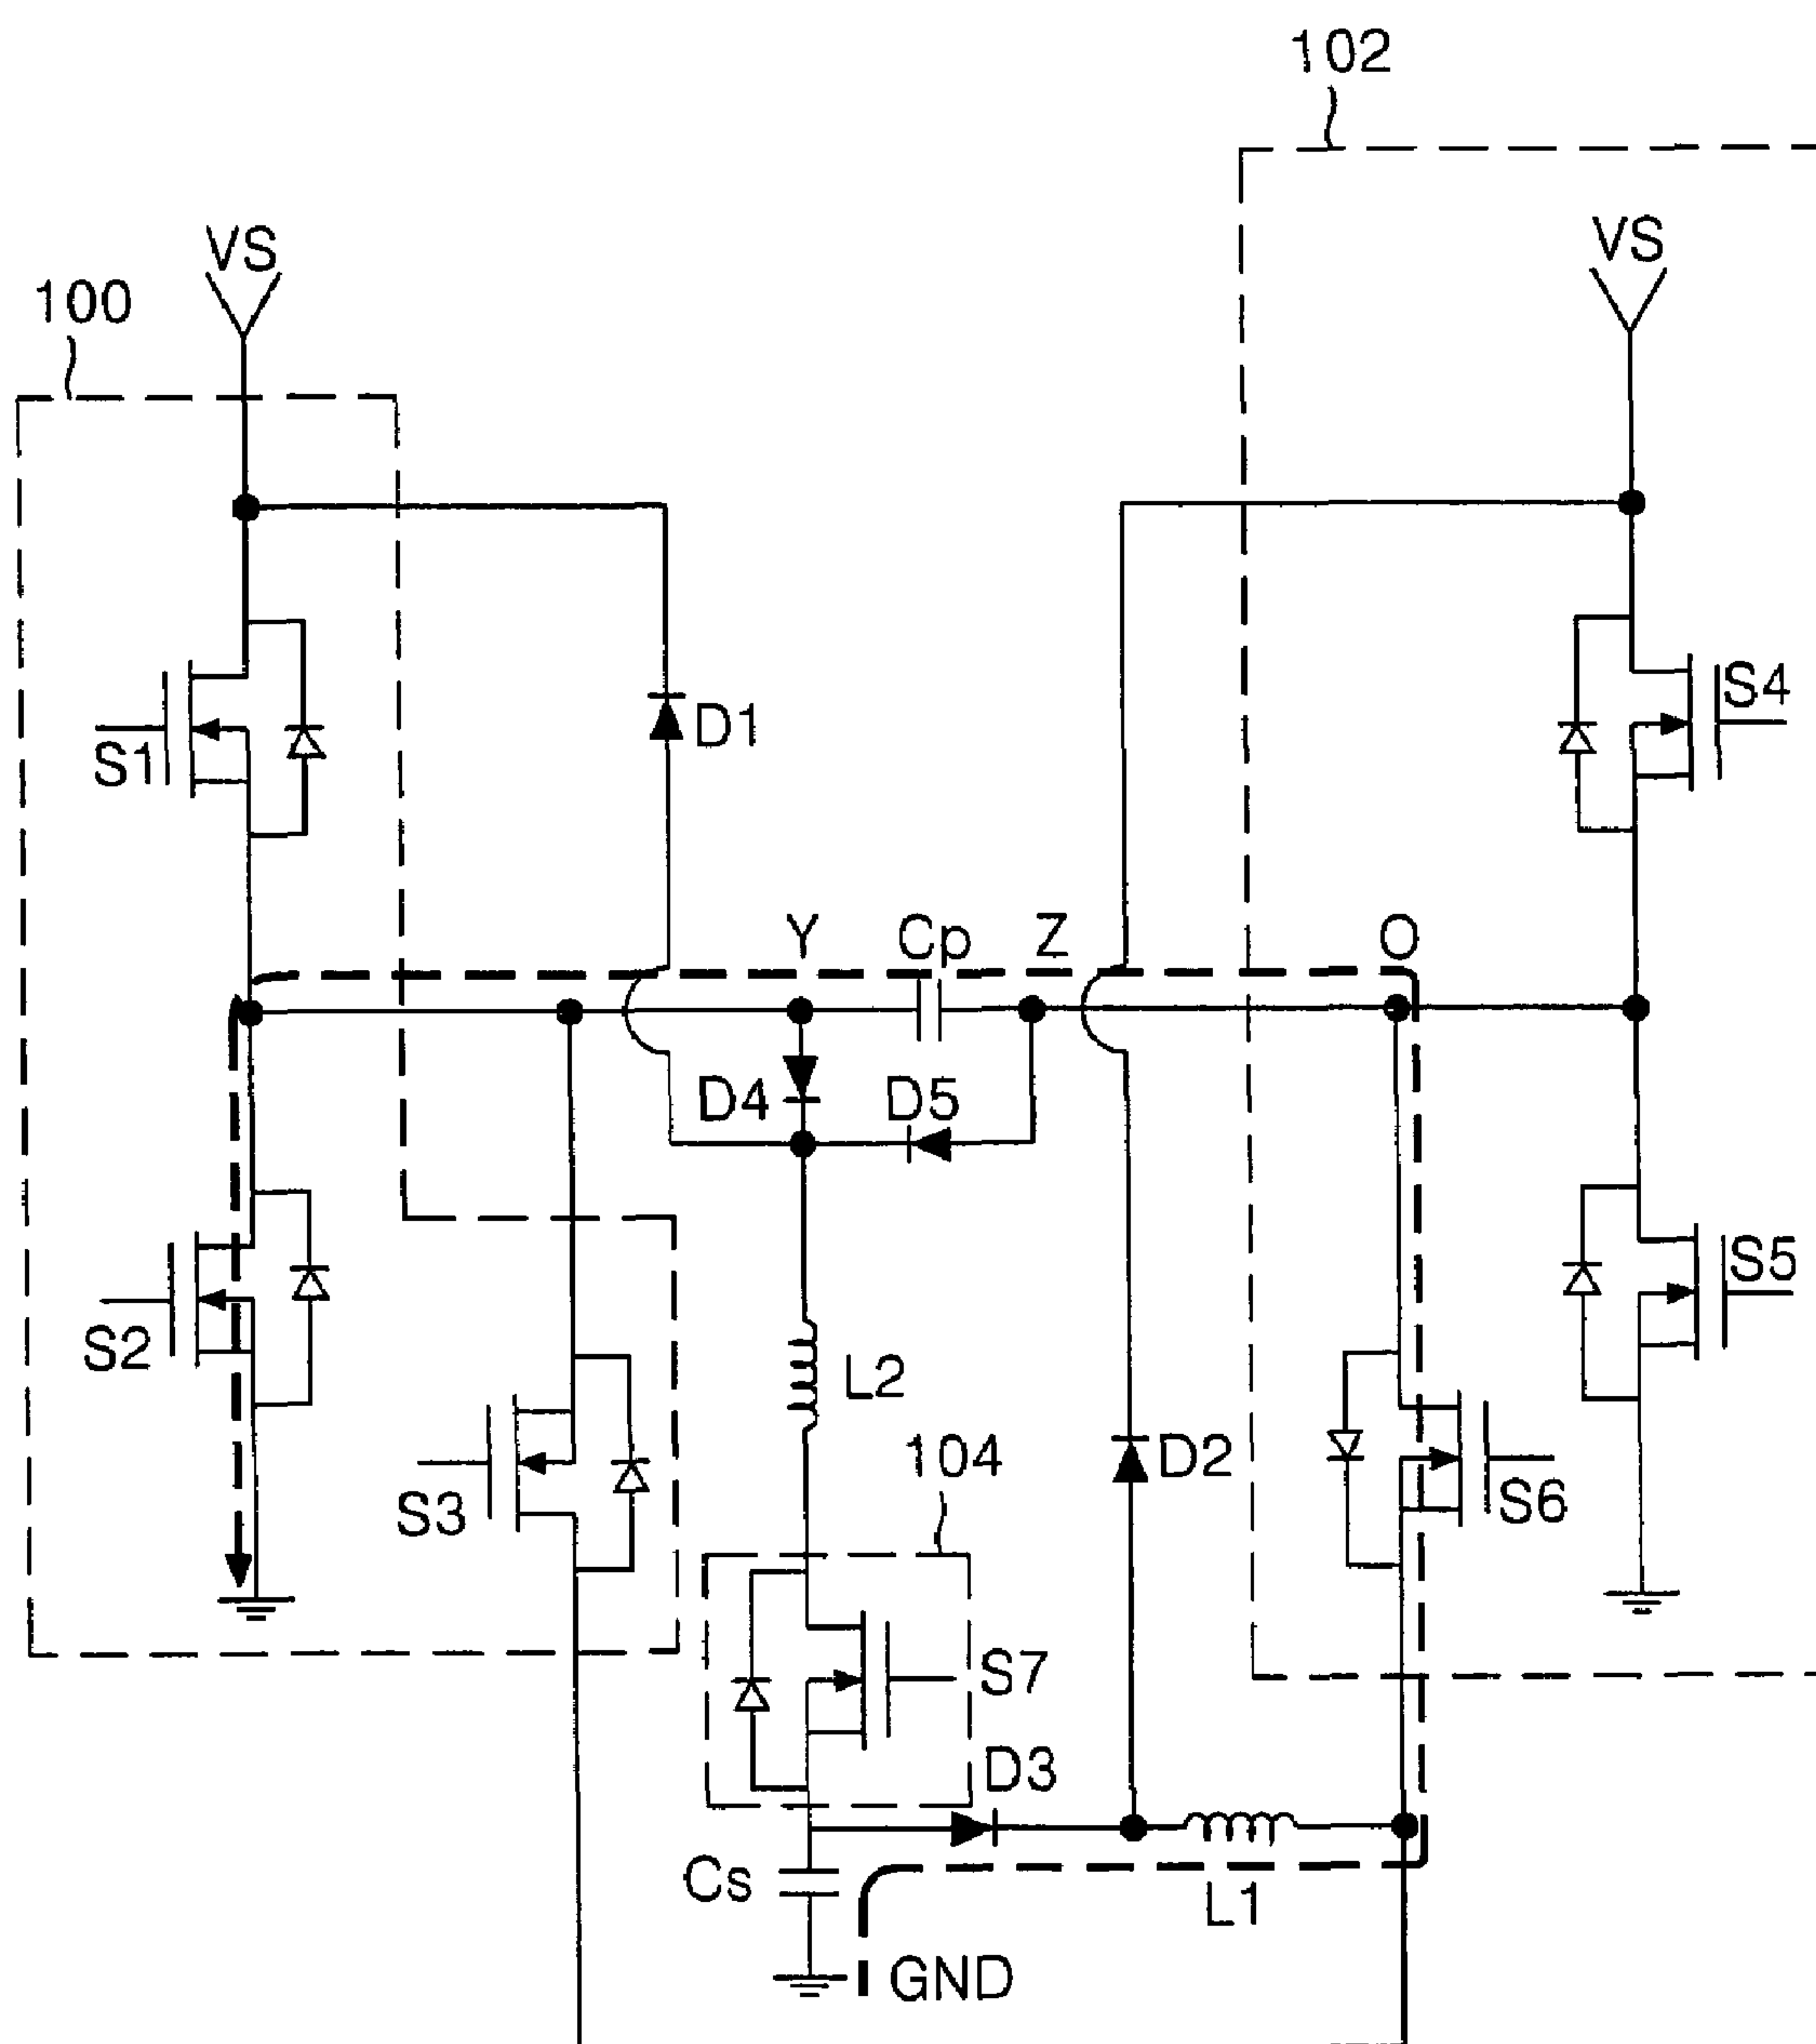 102
VS
VS
100
S4
D1
S1
Y
Cp
Z
O
D4
D5
S5
S2
L2
104
D2
S3
S6
S7
D3
Cs
L1
GND